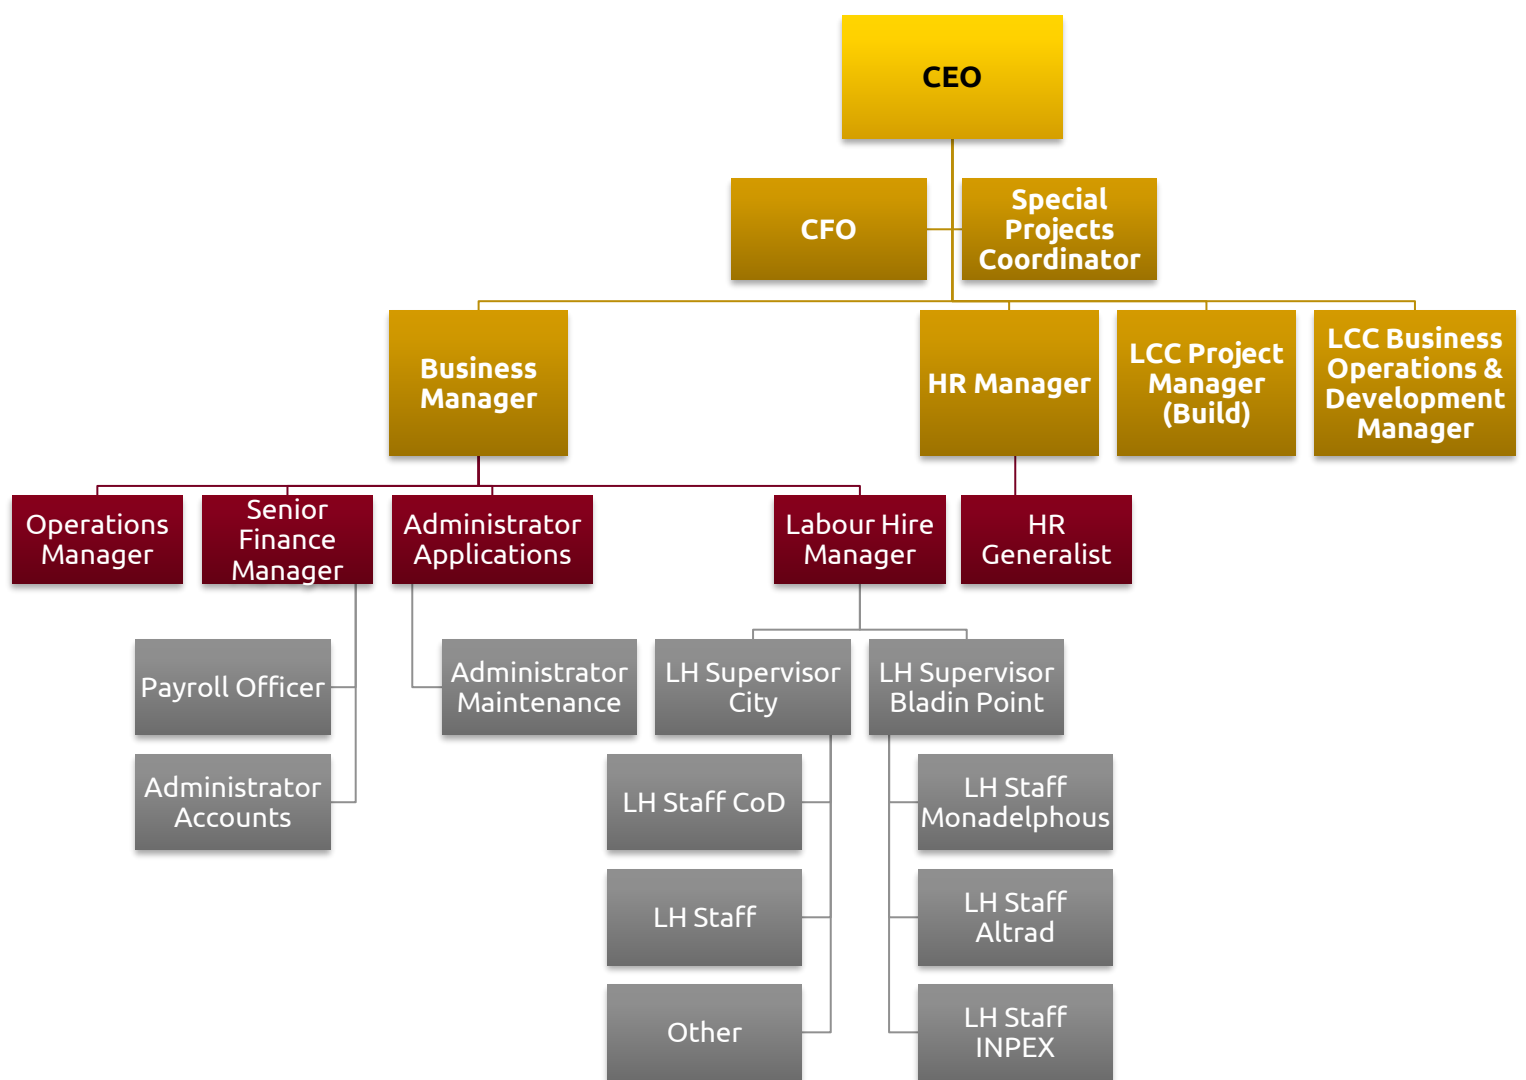 CEO
CFO
Special
Projects
Coordinator
Business
Manager
HR Manager
LCC Project
Manager
(Build)
LCC Business
Operations &
Development
Manager
Operations
Manager
Senior
Finance
Manager
Administrator
Applications
Labour Hire
Manager
HR
Generalist
Payroll Officer
Administrator
Maintenance
LH Supervisor
City
LH Supervisor
Bladin Point
Administrator
Accounts
LH Staff CoD
LH Staff
Monadelphous
LH Staff
LH Staff
Altrad
Other
LH Staff
INPEX